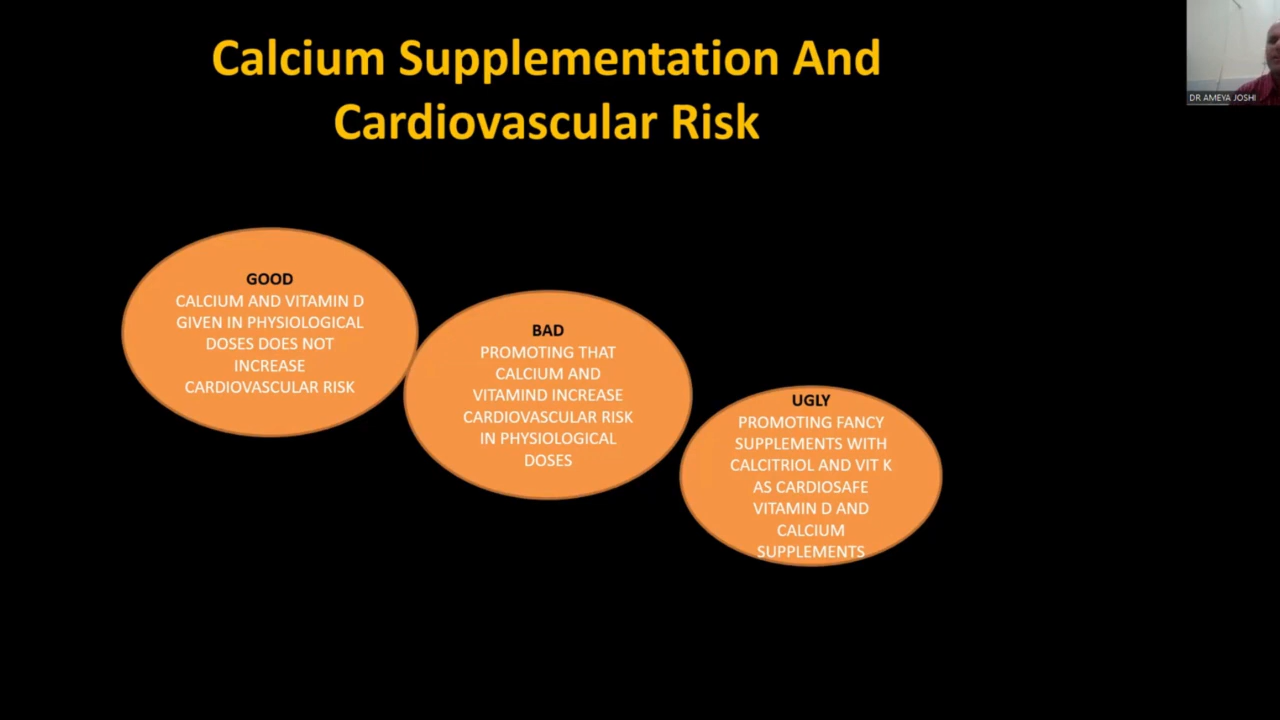 Calcium Supplementation And
Cardiovascular Risk
DR AMEYA JOSHI
GOOD
CALCIUM AND VITAMIN D
GIVEN IN PHYSIOLOGICAL
DOSES DOES NOT
INCREASE
CARDIOVASCULAR RISK
BAD
PROMOTING THAT
CALCIUM AND
VITAMIND INCREASE
CARDIOVASCULAR RISK
IN PHYSIOLOGICAL
DOSES
UGLY
PROMOTING FANCY
SUPPLEMENTS WITH
CALCITRIOL AND VIT K
AS CARDIOSAFE
VITAMIN D AND
CALCIUM
SUPPLEMENTS